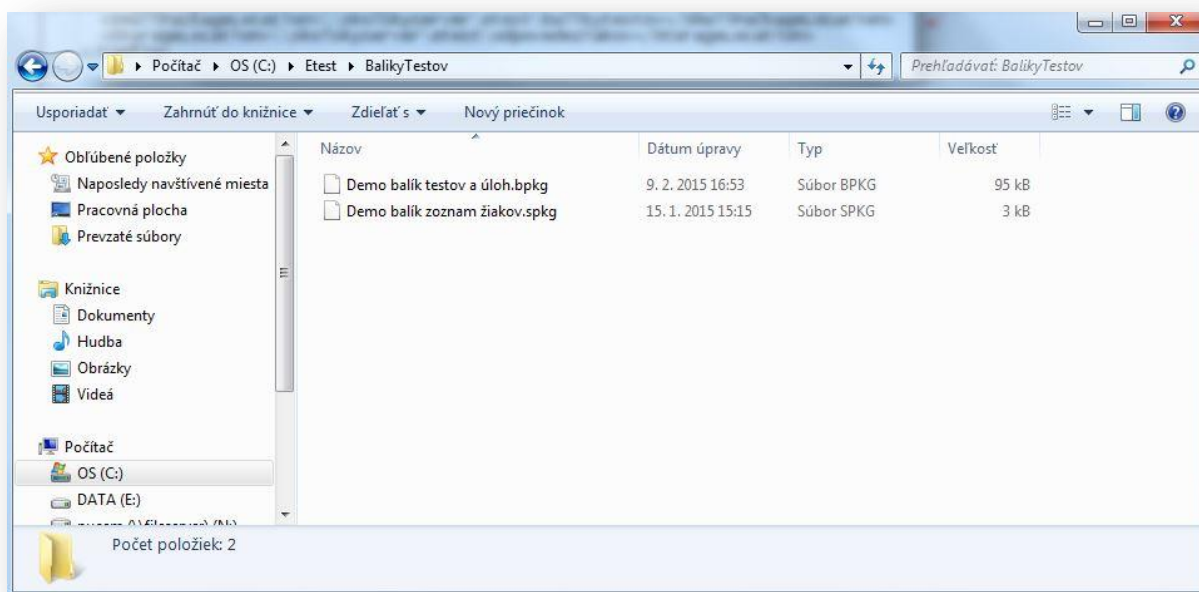 Počítač ▸ OS (C:) ▸ Etest ▸ BalikyTestov
Prehľadávať: BalikyTestov
Usporiadať ▾ Zahrnúť do knižnice ▾ Zdieľať s ▾ Nový priečinok
Obľúbené položky
Naposledy navštívené miesta
Pracovná plocha
Prevzaté súbory
Knižnice
Dokumenty
Hudba
Obrázky
Videá
Počítač
OS (C:)
DATA (E:)
Názov Dátum úpravy Typ Veľkosť
Demo balík testov a úloh.bpkg 9. 2. 2015 16:53 Súbor BPKG 95 kB
Demo balík zoznam žiakov.spkg 15. 1. 2015 15:15 Súbor SPKG 3 kB
Počet položiek: 2